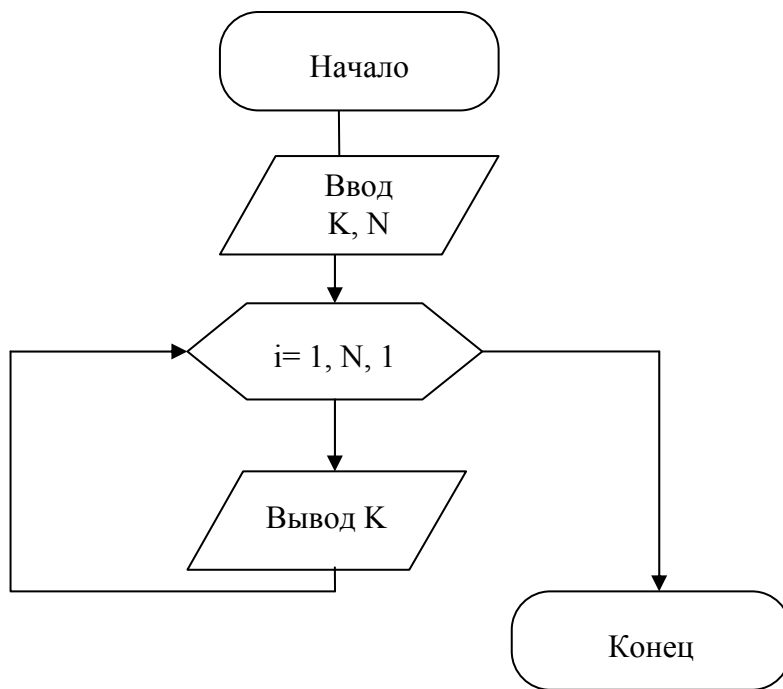 Начало
Ввод
K, N
i= 1, N, 1
Вывод K
Конец